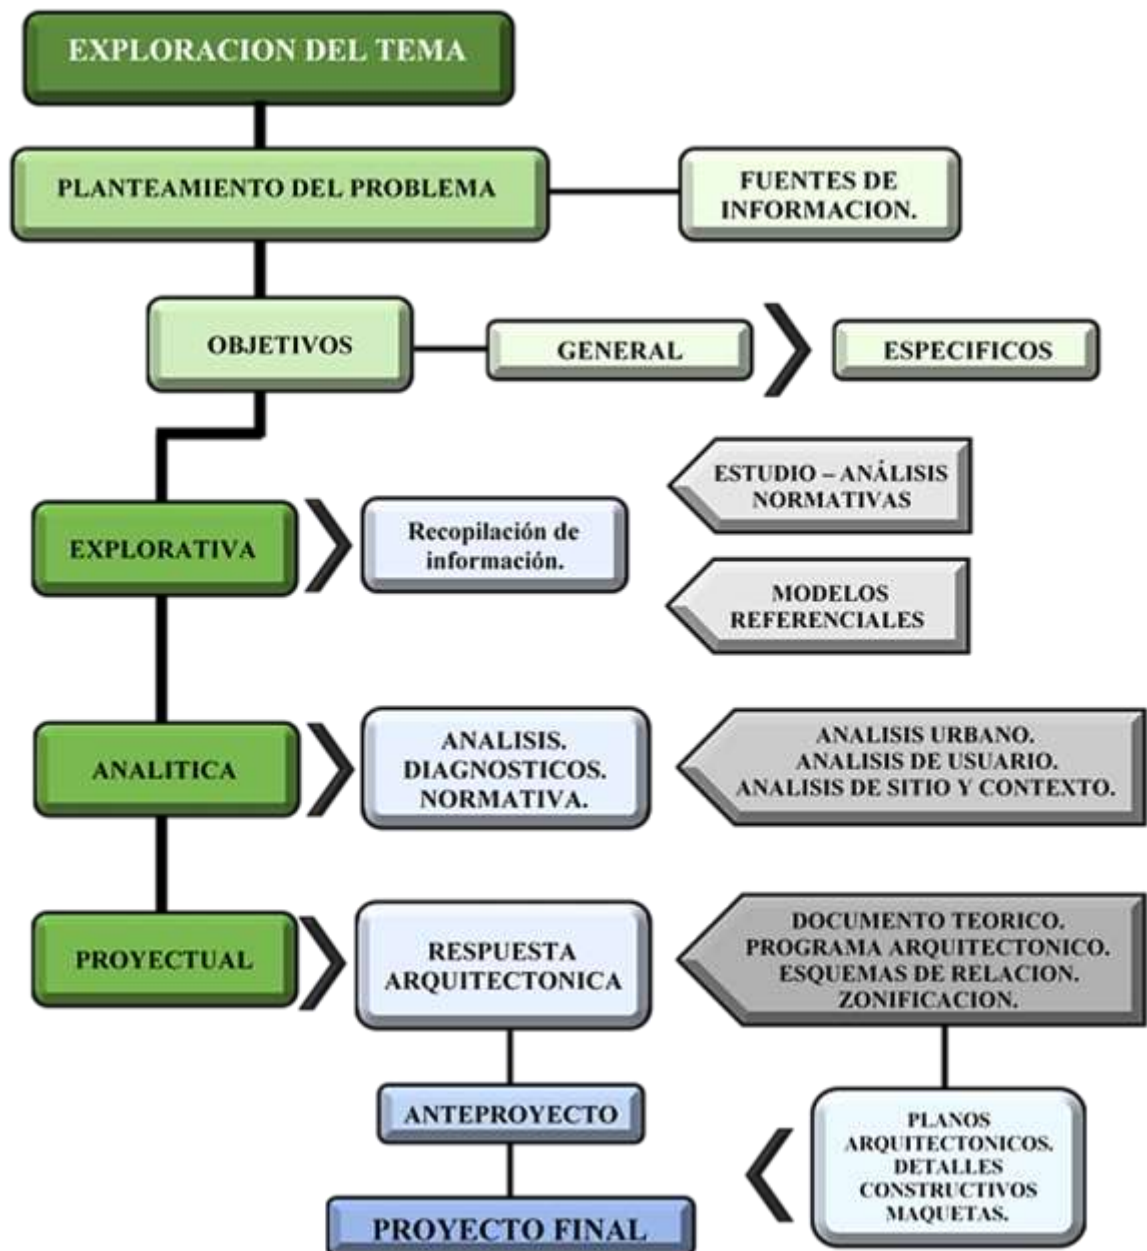 EXPLORACION DEL TEMA
PLANTEAMIENTO DEL PROBLEMA
FUENTES DE
INFORMACION.
OBJETIVOS
GENERAL
ESPECIFICOS
EXPLORATIVA
Recopilación de
información.
ESTUDIO – ANÁLISIS
NORMATIVAS
MODELOS
REFERENCIALES
ANALITICA
ANALISIS.
DIAGNOSTICOS.
NORMATIVA.
ANALISIS URBANO.
ANALISIS DE USUARIO.
ANALISIS DE SITIO Y CONTEXTO.
PROYECTUAL
RESPUESTA
ARQUITECTONICA
DOCUMENTO TEORICO.
PROGRAMA ARQUITECTONICO.
ESQUEMAS DE RELACION.
ZONIFICACION.
ANTEPROYECTO
PLANOS
ARQUITECTONICOS.
DETALLES
CONSTRUCTIVOS
MAQUETAS.
PROYECTO FINAL